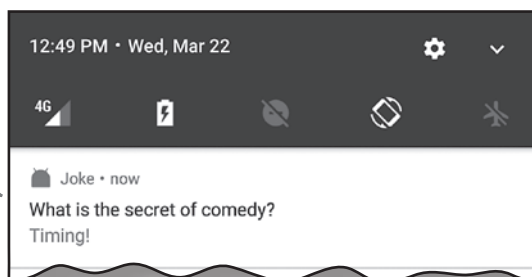 12:49 PM • Wed, Mar 22
4G
Joke • now
What is the secret of comedy?
Timing!